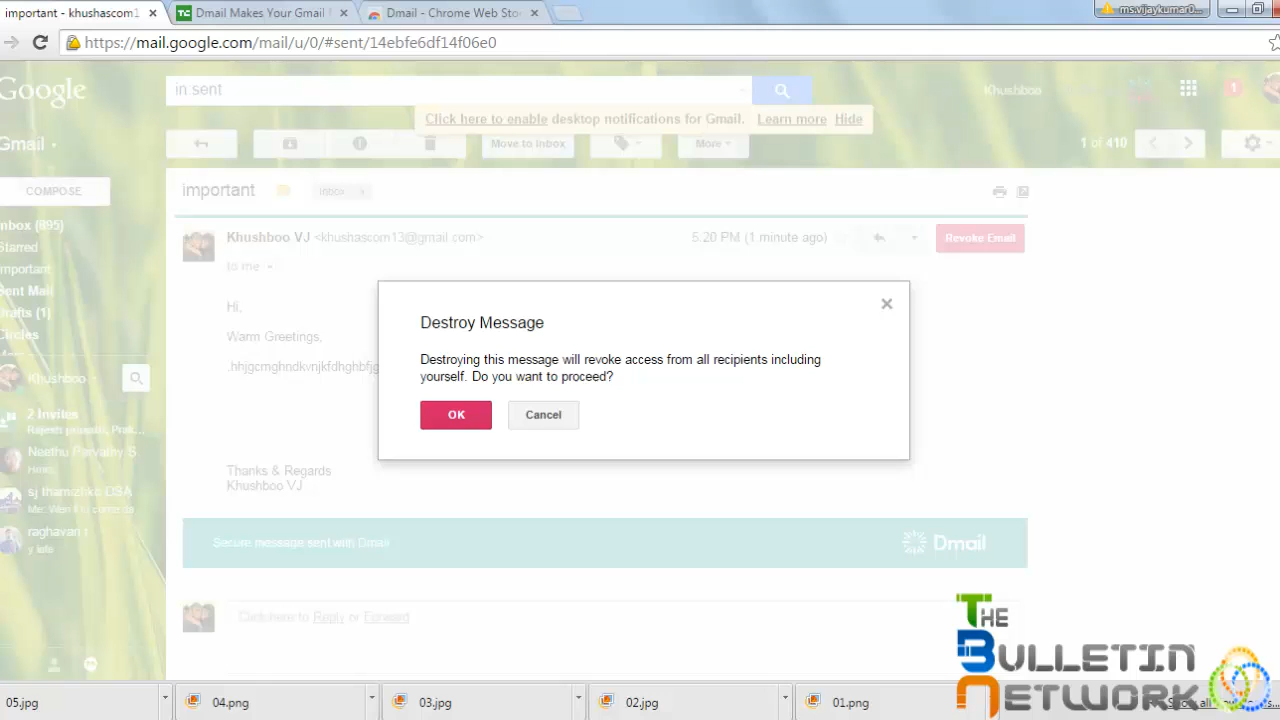 important - khushascom1 ×
Dmail Makes Your Gmail ×
Dmail - Chrome Web Sto ×
ms.vijaykumar0...
https://mail.google.com/mail/u/0/#sent/14ebfe6df14f06e0
Google
in:sent
Khushboo
1
Click here to enable desktop notifications for Gmail. Learn more Hide
Gmail
Move to Inbox
More
1 of 410
COMPOSE
important
Inbox x
nbox (895)
Starred
Important
Sent Mail
Drafts (1)
Circles
Khushboo VJ <khushascom13@gmail.com>
5:20 PM (1 minute ago)
Revoke Email
to me
Hi,
Warm Greetings,
Destroy Message
Destroying this message will revoke access from all recipients including
yourself. Do you want to proceed?
OK
Cancel
Khushboo
2 Invites
Neethu Parvathy S
sj thamizhkc DSA
raghavan t
Thanks & Regards
Khushboo VJ
Secure message sent with Dmail
Dmail
Click here to Reply or Forward
THE
BULLETIN
NETWORK
05.jpg
04.png
03.jpg
02.jpg
01.png